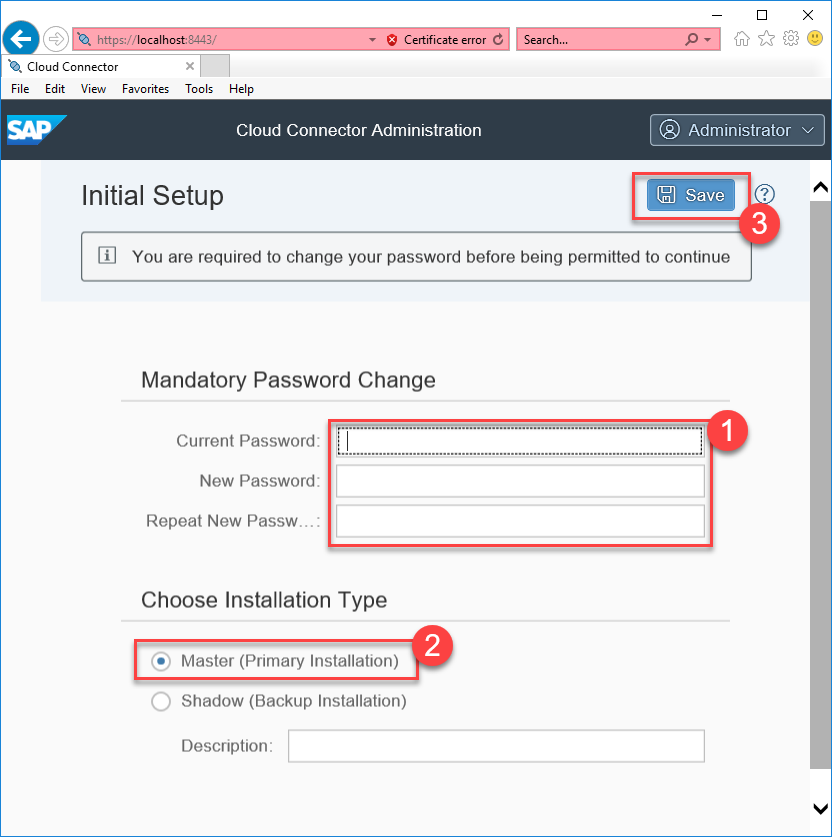 https://localhost:8443/
Certificate error
Search...
Cloud Connector
File Edit View Favorites Tools Help
SAP
Cloud Connector Administration
Administrator
Initial Setup
Save
?
3
You are required to change your password before being permitted to continue
Mandatory Password Change
1
Current Password:
New Password:
Repeat New Passw...:
Choose Installation Type
2
Master (Primary Installation)
Shadow (Backup Installation)
Description: